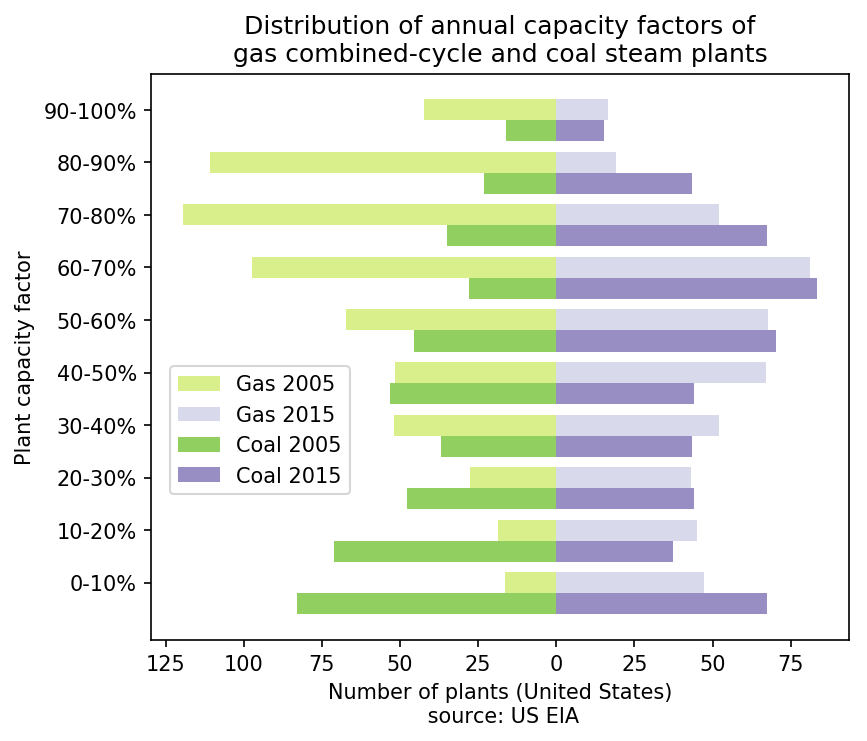 Distribution of annual capacity factors of
gas combined-cycle and coal steam plants
Plant capacity factor
90-100%
80-90%
70-80%
60-70%
50-60%
40-50%
30-40%
20-30%
10-20%
0-10%
Gas 2005
Gas 2015
Coal 2005
Coal 2015
125 100 75 50 25 0 25 50 75
Number of plants (United States)
source: US EIA